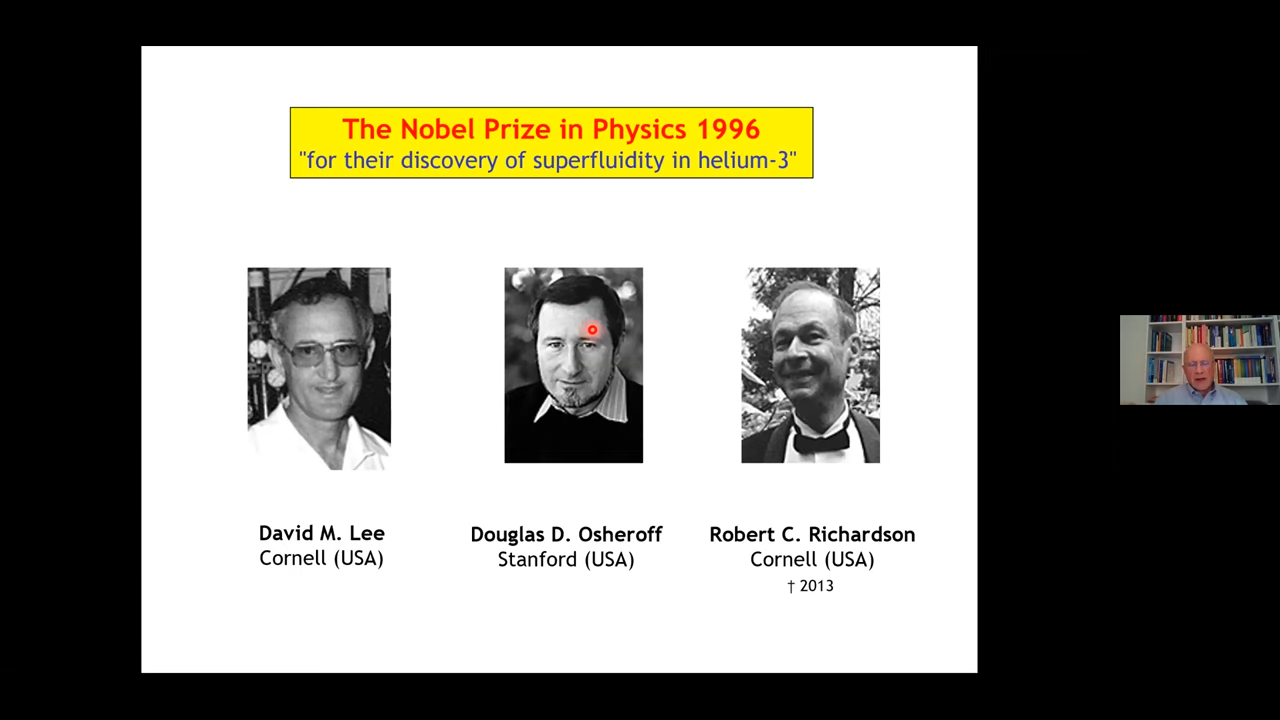 The Nobel Prize in Physics 1996
"for their discovery of superfluidity in helium-3"
David M. Lee
Cornell (USA)
Douglas D. Osheroff
Stanford (USA)
Robert C. Richardson
Cornell (USA)
† 2013